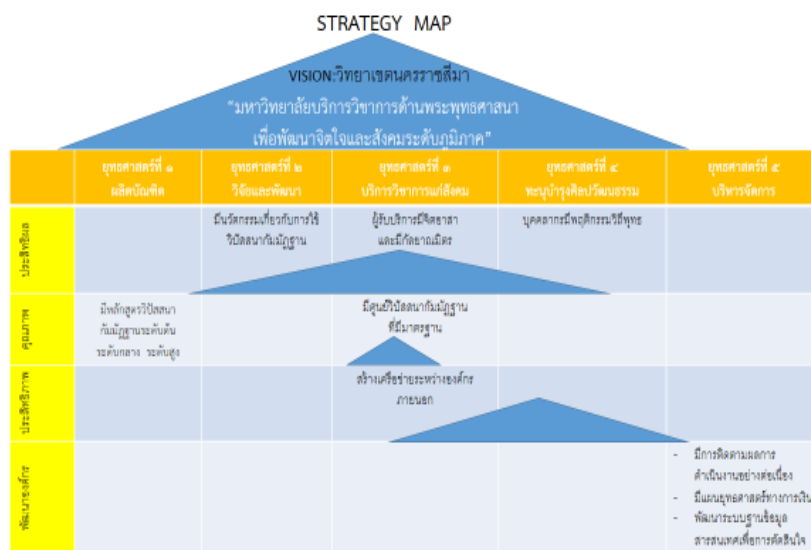 STRATEGY MAP
VISION:วิทยาเขตนครราชสีมา
“มหาวิทยาลัยบริการวิชาการด้านพระพุทธศาสนา
เพื่อพัฒนาจิตใจและสังคมระดับภูมิภาค”
ยุทธศาสตร์ที่ ๑
ผลิตบัณฑิต
ยุทธศาสตร์ที่ ๒
วิจัยและพัฒนา
ยุทธศาสตร์ที่ ๓
บริการวิชาการแก่สังคม
ยุทธศาสตร์ที่ ๔
ทะนุบำรุงศิลปวัฒนธรรม
ยุทธศาสตร์ที่ ๕
บริหารจัดการ
ประสิทธิผล
มีนวัตกรรมเกี่ยวกับการใช้
วิปัสสนากัมมัฏฐาน
ผู้รับบริการมีจิตอาสา
และมีกัลยาณมิตร
บุคคลากรมีพฤติกรรมวิถีพุทธ
คุณภาพ
มีหลักสูตรวิปัสสนา
กัมมัฏฐานระดับต้น
ระดับกลาง ระดับสูง
มีศูนย์วิปัสสนากัมมัฏฐาน
ที่มีมาตรฐาน
ประสิทธิภาพ
สร้างเครือข่ายระหว่างองค์กร
ภายนอก
พัฒนาองค์กร
- มีการติดตามผลการ
ดำเนินงานอย่างต่อเนื่อง
- มีแผนยุทธศาสตร์ทางการเงิน
- พัฒนาระบบฐานข้อมูล
สารสนเทศเพื่อการตัดสินใจ